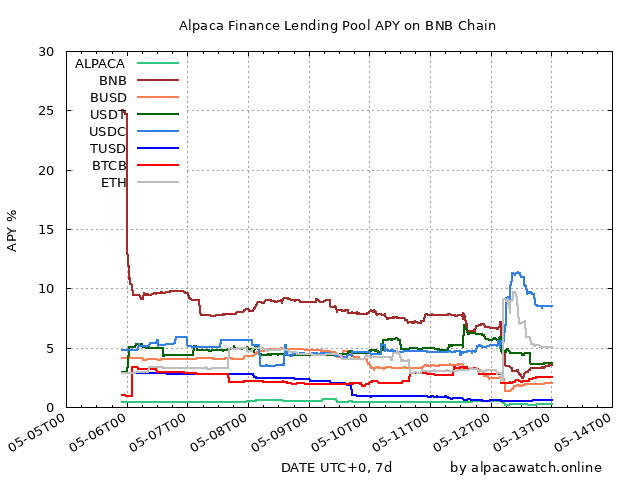 Alpaca Finance Lending Pool APY on BNB Chain
30
25
20
15
10
5
0
APY %
ALPACA
BNB
BUSD
USDT
USDC
TUSD
BTCB
ETH
05-05T00
05-06T00
05-07T00
05-08T00
05-09T00
05-10T00
05-11T00
05-12T00
05-13T00
05-14T00
DATE UTC+0, 7d
by alpacawatch.online